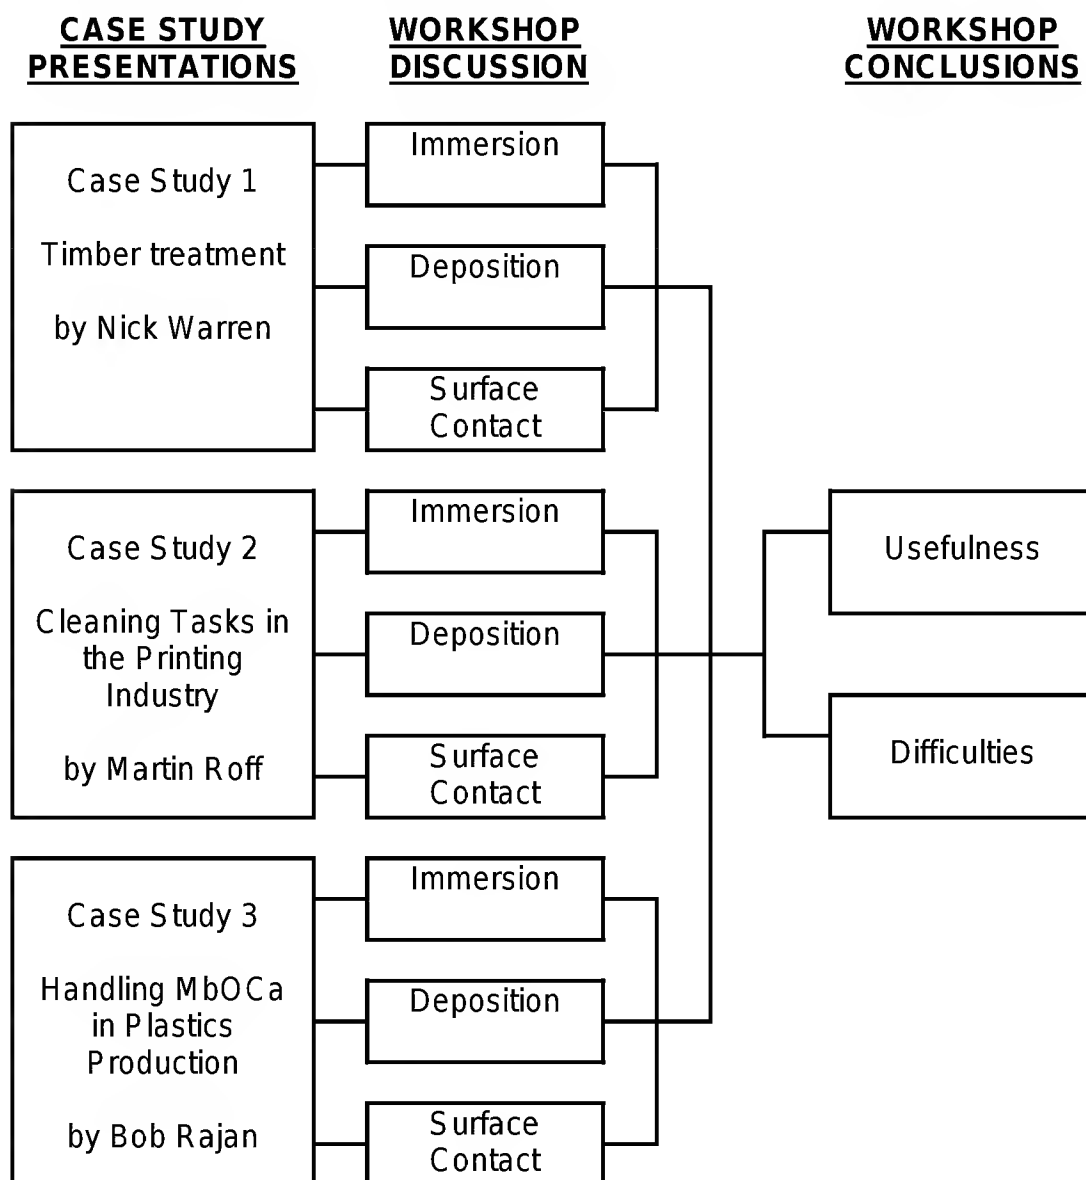 CASE STUDY
PRESENTATIONS
WORKSHOP
DISCUSSION
WORKSHOP
CONCLUSIONS
Case Study 1
Timber treatment
by Nick Warren
Immersion
Deposition
Surface
Contact
Case Study 2
Cleaning Tasks in
the Printing
Industry
by Martin Roff
Immersion
Deposition
Surface
Contact
Case Study 3
Handling MbOCa
in Plastics
Production
by Bob Rajan
Immersion
Deposition
Surface
Contact
Usefulness
Difficulties